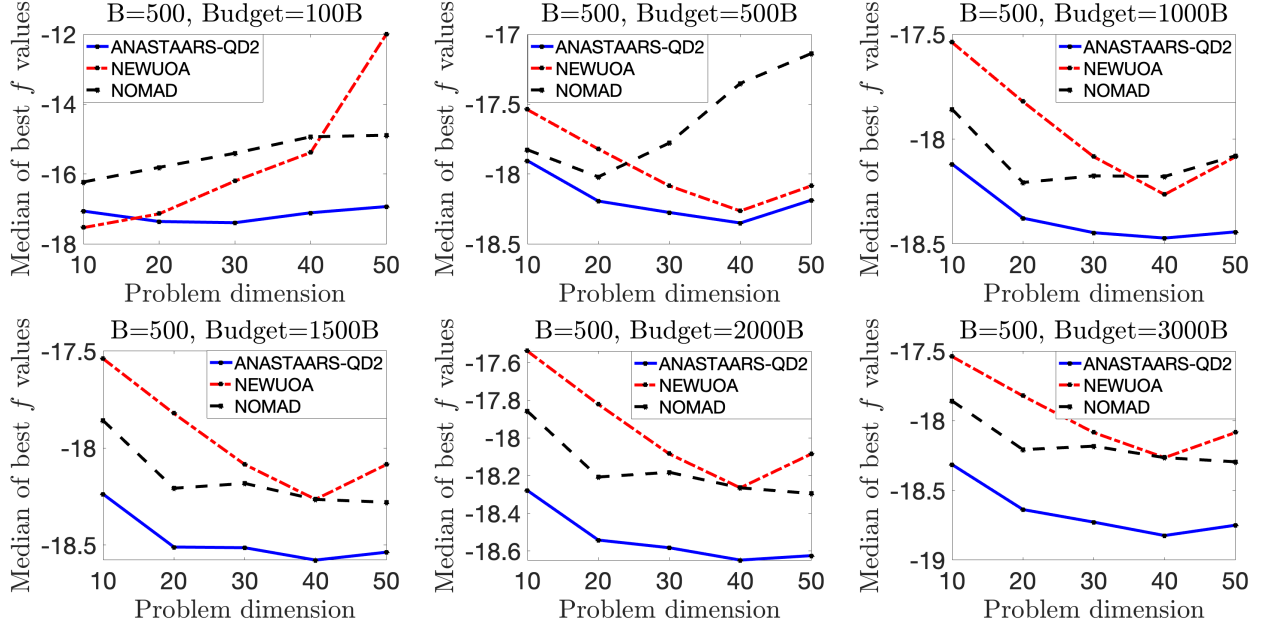 B=500, Budget=100B
Median of best f values
-12
-14
-16
-18
ANASTAARS-QD2
NEWUOA
NOMAD
10 20 30 40 50
Problem dimension
B=500, Budget=500B
Median of best f values
-17
-17.5
-18
-18.5
ANASTAARS-QD2
NEWUOA
NOMAD
10 20 30 40 50
Problem dimension
B=500, Budget=1000B
Median of best f values
-17.5
-18
-18.5
ANASTAARS-QD2
NEWUOA
NOMAD
10 20 30 40 50
Problem dimension
B=500, Budget=1500B
Median of best f values
-17.5
-18
-18.5
ANASTAARS-QD2
NEWUOA
NOMAD
10 20 30 40 50
Problem dimension
B=500, Budget=2000B
Median of best f values
-17.6
-17.8
-18
-18.2
-18.4
-18.6
ANASTAARS-QD2
NEWUOA
NOMAD
10 20 30 40 50
Problem dimension
B=500, Budget=3000B
Median of best f values
-17.5
-18
-18.5
-19
ANASTAARS-QD2
NEWUOA
NOMAD
10 20 30 40 50
Problem dimension